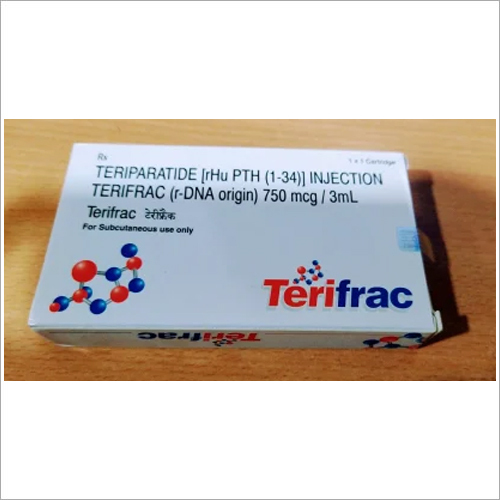 Rx
1 x 1 Cartridge
TERIPARATIDE [rHu PTH (1-34)] INJECTION
TERIFRAC (r-DNA origin) 750 mcg / 3mL
Terifrac टेरीफ्रैक
For Subcutaneous use only
Terifrac